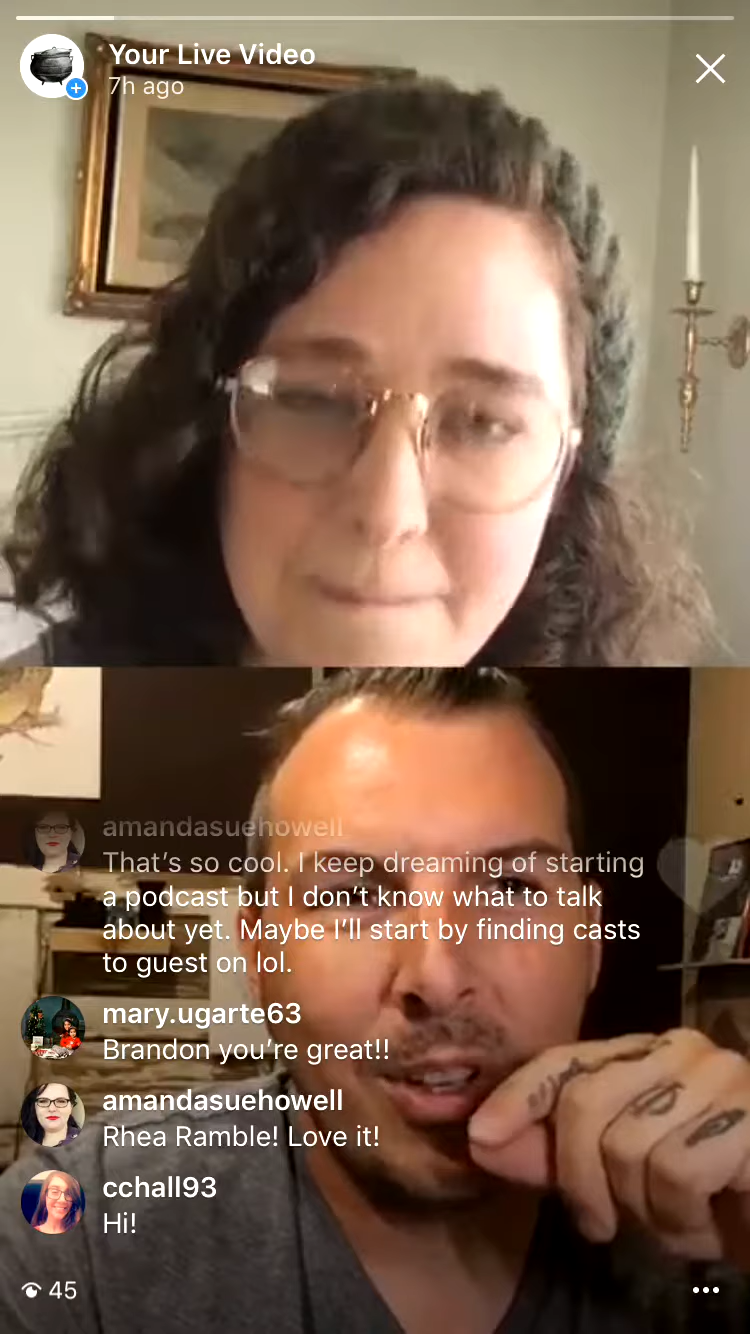 Your Live Video
7h ago
amandasuehowell
That's so cool. I keep dreaming of starting
a podcast but I don't know what to talk
about yet. Maybe I'll start by finding casts
to guest on lol.
mary.ugarte63
Brandon you're great!!
amandasuehowell
Rhea Ramble! Love it!
cchall93
Hi!
45